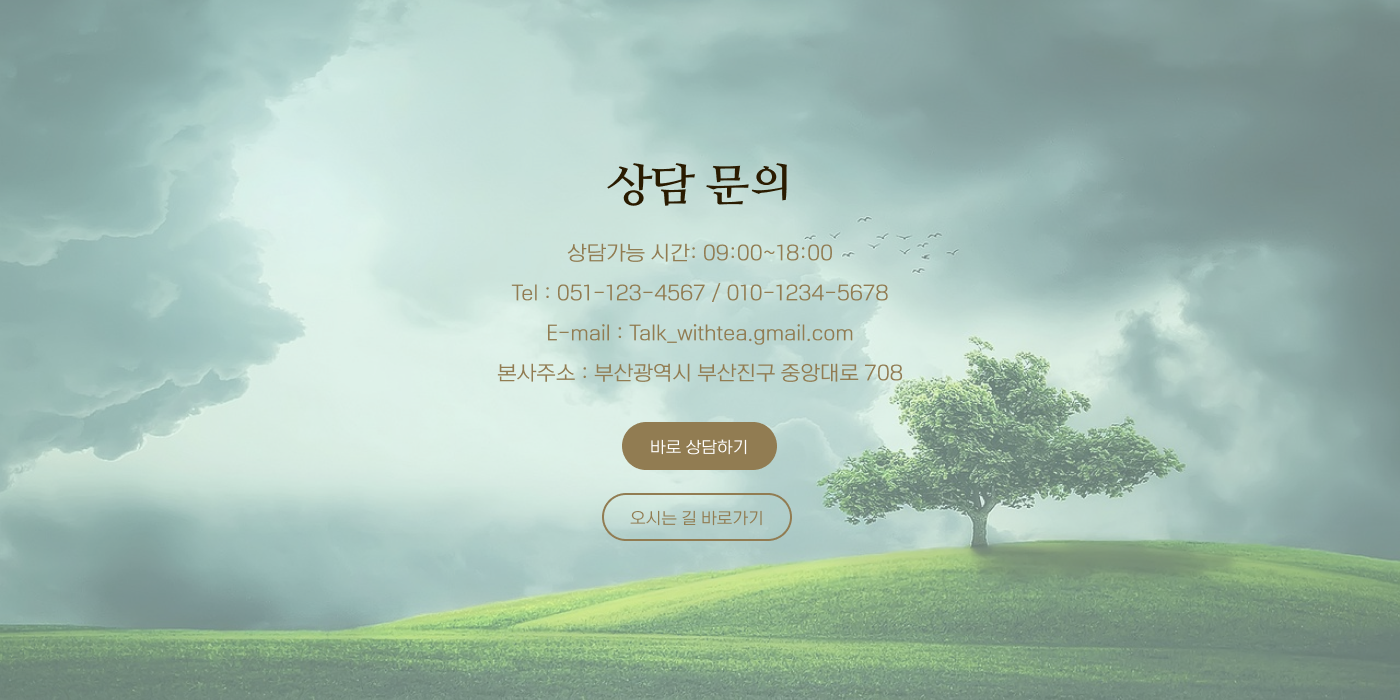 상담 문의
상담가능 시간: 09:00~18:00
Tel : 051-123-4567 / 010-1234-5678
E-mail : Talk_withtea.gmail.com
본사주소 : 부산광역시 부산진구 중앙대로 708
바로 상담하기
오시는 길 바로가기